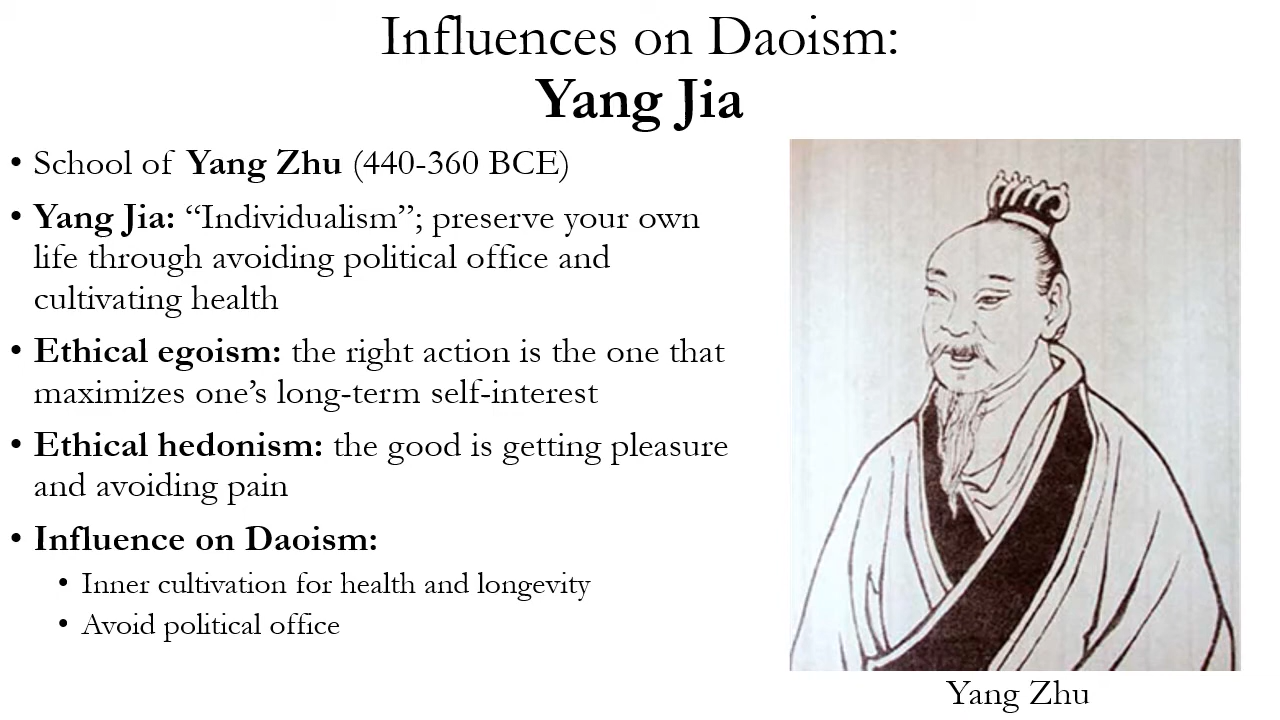 Influences on Daoism:
Yang Jia
• School of Yang Zhu (440-360 BCE)
• Yang Jia: “Individualism”; preserve your own
life through avoiding political office and
cultivating health
• Ethical egoism: the right action is the one that
maximizes one’s long-term self-interest
• Ethical hedonism: the good is getting pleasure
and avoiding pain
• Influence on Daoism:
• Inner cultivation for health and longevity
• Avoid political office
Yang Zhu